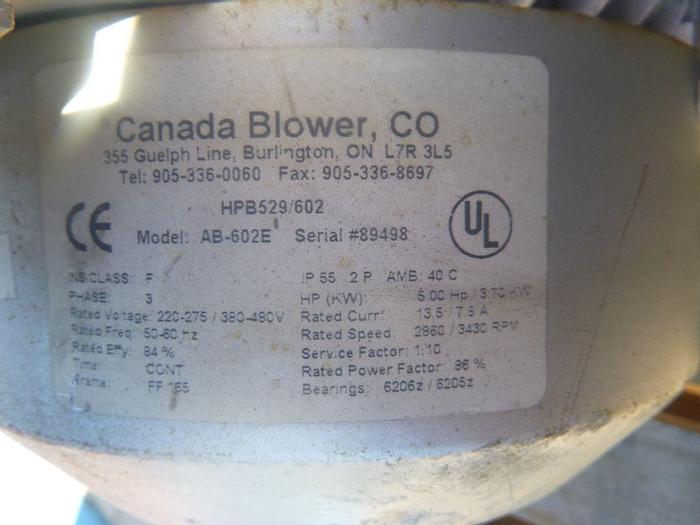 Canada Blower, CO
355 Guelph Line, Burlington, ON L7R 3L5
Tel: 905-336-0060 Fax: 905-336-8697
HPB529/602
CE Model: AB-602E Serial #89498 UL
INS.CLASS: F IP 55 2 P AMB: 40 C
PHASE: 3 HP (KW): 5.00 Hp / 3.70 KW
Rated Voltage: 220-275 / 380-480V Rated Curr: 13.5 / 7.8 A
Rated Freq: 50-60 hz Rated Speed: 2860 / 3430 RPM
Rated Effy: 84 % Service Factor: 1.10
Time: CONT Rated Power Factor: 86 %
Frame: FF 165 Bearings: 6206z / 6205z